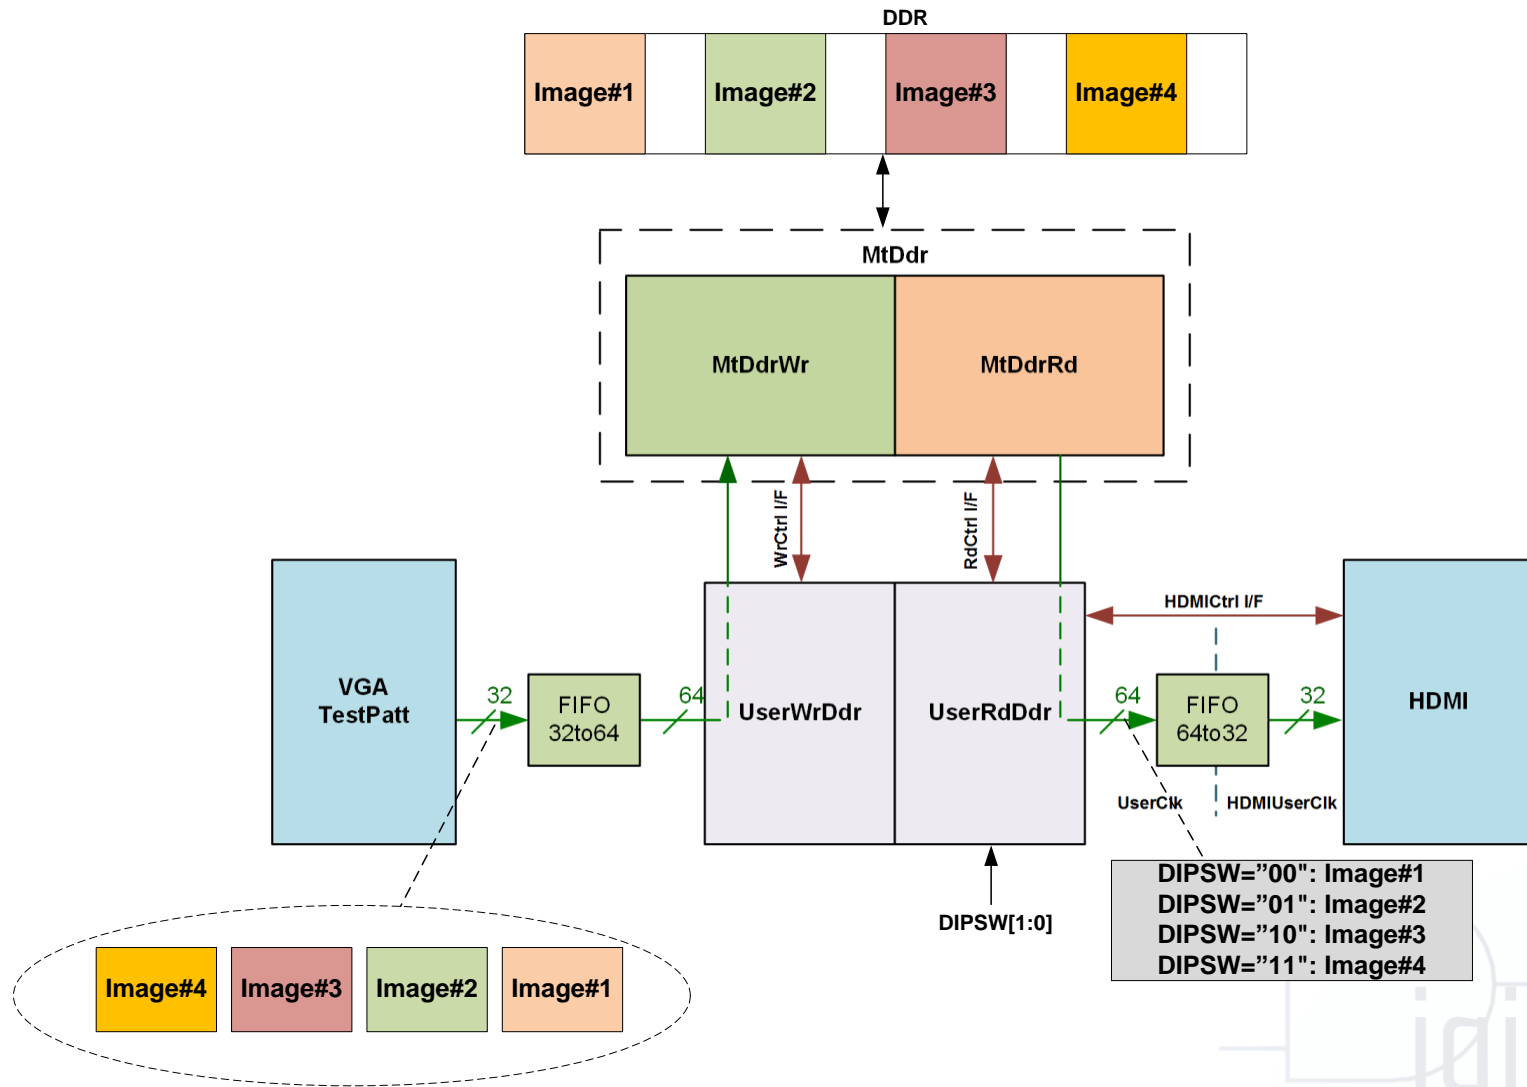 DDR
Image#1
Image#2
Image#3
Image#4
MtDdr
MtDdrWr
MtDdrRd
WrCtrl I/F
RdCtrl I/F
HDMICtrl I/F
VGA
TestPatt
32
FIFO
32to64
64
UserWrDdr
UserRdDdr
64
FIFO
64to32
32
HDMI
UserClk
HDMIUserClk
DIPSW[1:0]
DIPSW=”00": Image#1
DIPSW=”01": Image#2
DIPSW=”10": Image#3
DIPSW=”11": Image#4
Image#4
Image#3
Image#2
Image#1